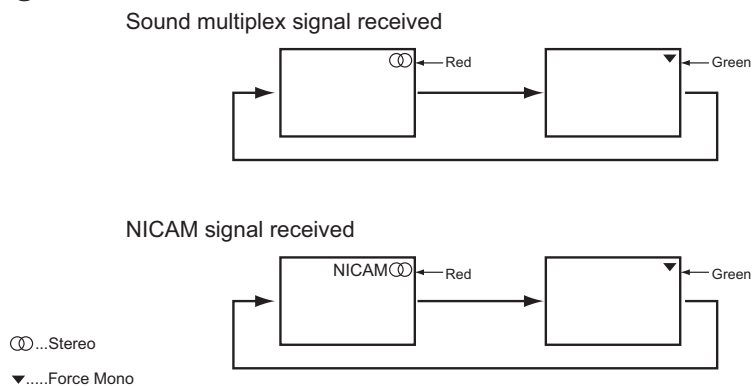 Sound multiplex signal received
Red
Green
NICAM signal received
NICAM
Red
Green
...Stereo
▼.....Force Mono